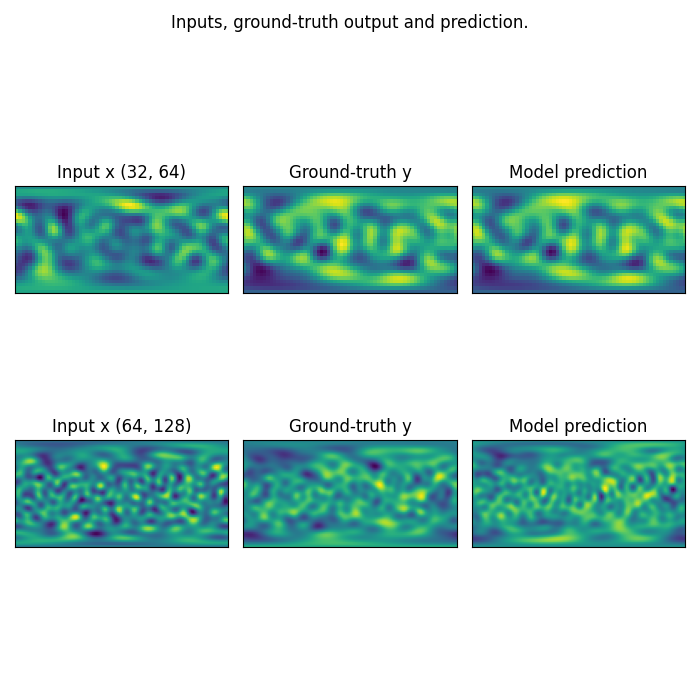 Inputs, ground-truth output and prediction.
Input x (32, 64)
Ground-truth y
Model prediction
Input x (64, 128)
Ground-truth y
Model prediction